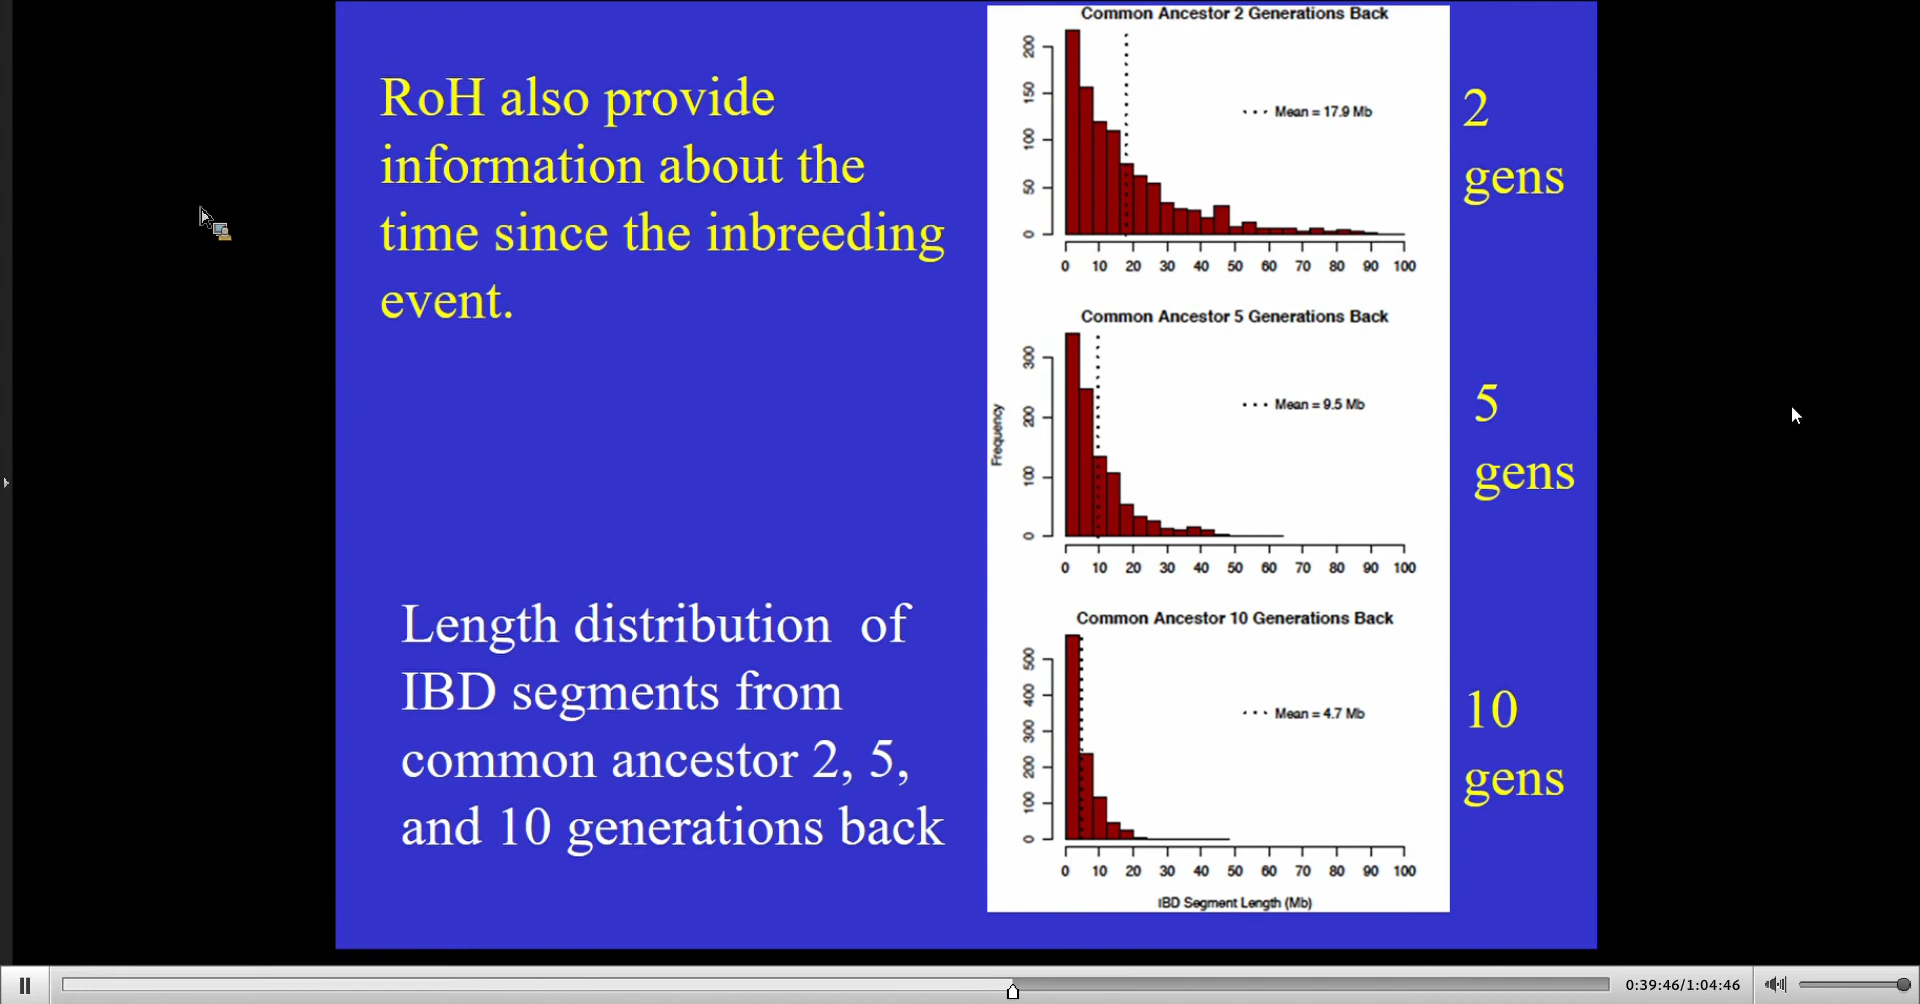 RoH also provide
information about the
time since the inbreeding
event.
Length distribution of
IBD segments from
common ancestor 2, 5,
and 10 generations back
Common Ancestor 2 Generations Back
200
150
100
50
0
Mean = 17.9 Mb
0 10 20 30 40 50 60 70 80 90 100
2
gens
Common Ancestor 5 Generations Back
Frequency
300
200
100
0
Mean = 9.5 Mb
0 10 20 30 40 50 60 70 80 90 100
5
gens
Common Ancestor 10 Generations Back
500
400
300
200
100
0
Mean = 4.7 Mb
0 10 20 30 40 50 60 70 80 90 100
IBD Segment Length (Mb)
10
gens
0:39:46/1:04:46